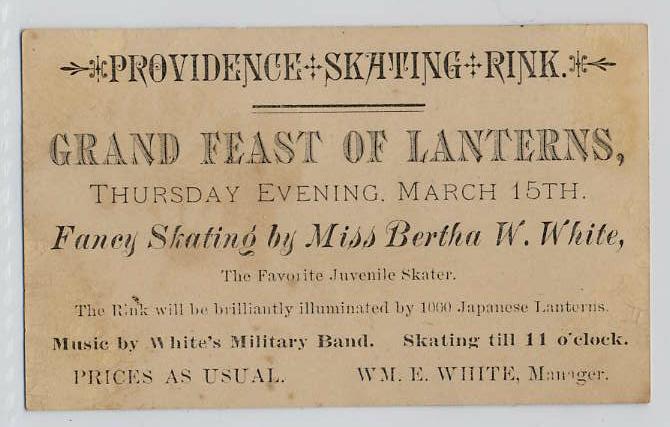 PROVIDENCE SKATING RINK.
GRAND FEAST OF LANTERNS,
THURSDAY EVENING, MARCH 15TH.
Fancy Skating by Miss Bertha W. White,
The Favorite Juvenile Skater.
The Rink will be brilliantly illuminated by 1000 Japanese Lanterns.
Music by White's Military Band. Skating till 11 o'clock.
PRICES AS USUAL. WM. E. WHITE, Manager.